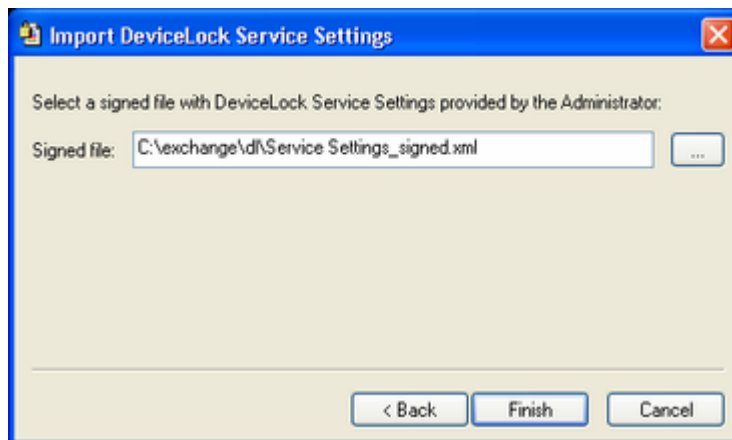 Import DeviceLock Service Settings
Select a signed file with DeviceLock Service Settings provided by the Administrator:
Signed file: C:\exchange\dl\Service Settings_signed.xml ...
< Back Finish Cancel